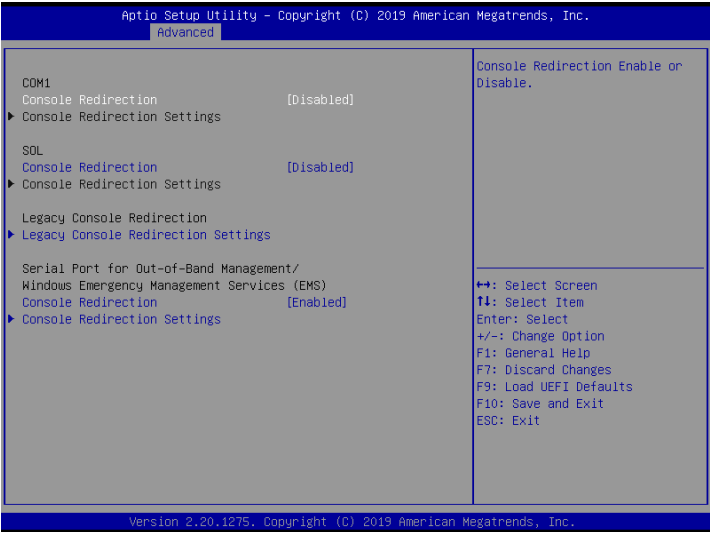 Aptio Setup Utility – Copyright (C) 2019 American Megatrends, Inc.
Advanced
COM1
Console Redirection [Disabled]
Console Redirection Settings
SOL
Console Redirection [Disabled]
Console Redirection Settings
Legacy Console Redirection
Legacy Console Redirection Settings
Serial Port for Out-of-Band Management/
Windows Emergency Management Services (EMS)
Console Redirection [Enabled]
Console Redirection Settings
Console Redirection Enable or
Disable.
↔: Select Screen
↑↓: Select Item
Enter: Select
+/-: Change Option
F1: General Help
F7: Discard Changes
F9: Load UEFI Defaults
F10: Save and Exit
ESC: Exit
Version 2.20.1275. Copyright (C) 2019 American Megatrends, Inc.